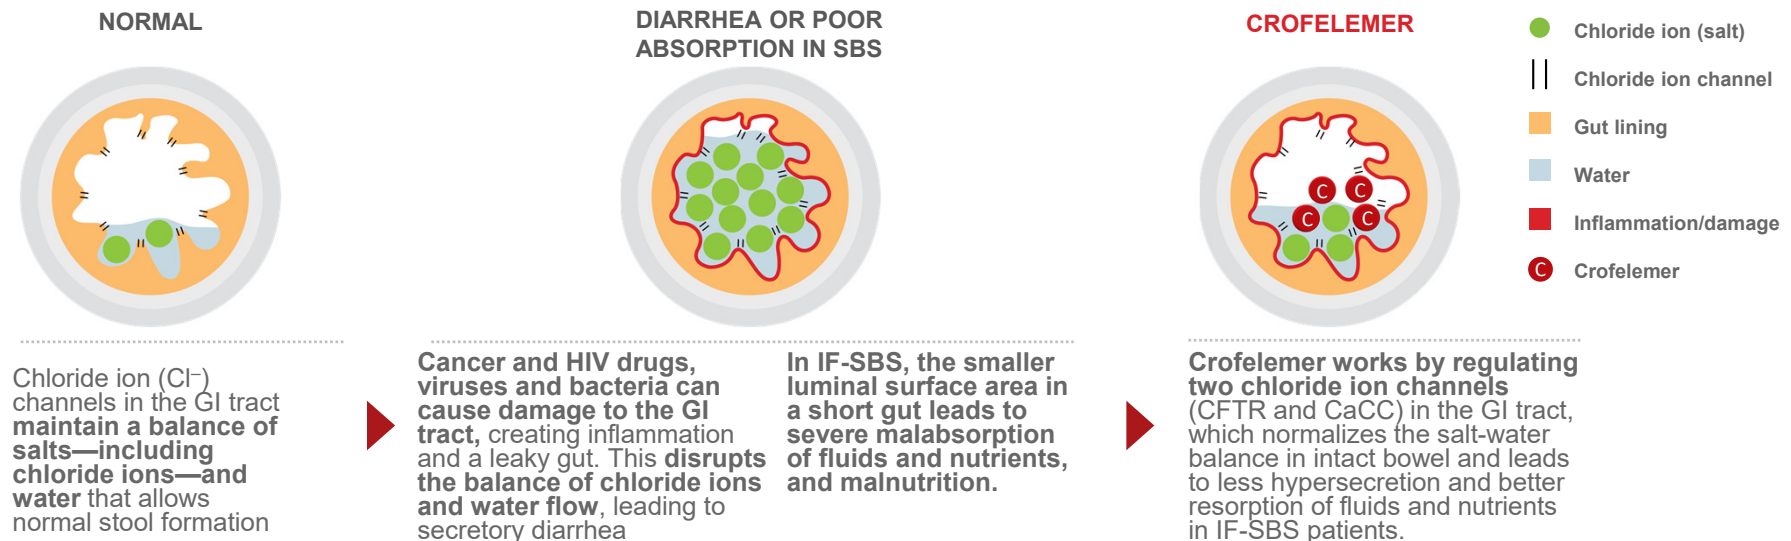 NORMAL
Chloride ion (Cl–)
channels in the GI tract
maintain a balance of
salts—including
chloride ions—and
water that allows
normal stool formation
DIARRHEA OR POOR
ABSORPTION IN SBS
Cancer and HIV drugs,
viruses and bacteria can
cause damage to the GI
tract, creating inflammation
and a leaky gut. This disrupts
the balance of chloride ions
and water flow, leading to
secretory diarrhea
In IF-SBS, the smaller
luminal surface area in
a short gut leads to
severe malabsorption
of fluids and nutrients,
and malnutrition.
CROFELEMER
C
C
C
C
Crofelemer works by regulating
two chloride ion channels
(CFTR and CaCC) in the GI tract,
which normalizes the salt-water
balance in intact bowel and leads
to less hypersecretion and better
resorption of fluids and nutrients
in IF-SBS patients.
Chloride ion (salt)
Chloride ion channel
Gut lining
Water
Inflammation/damage
C Crofelemer